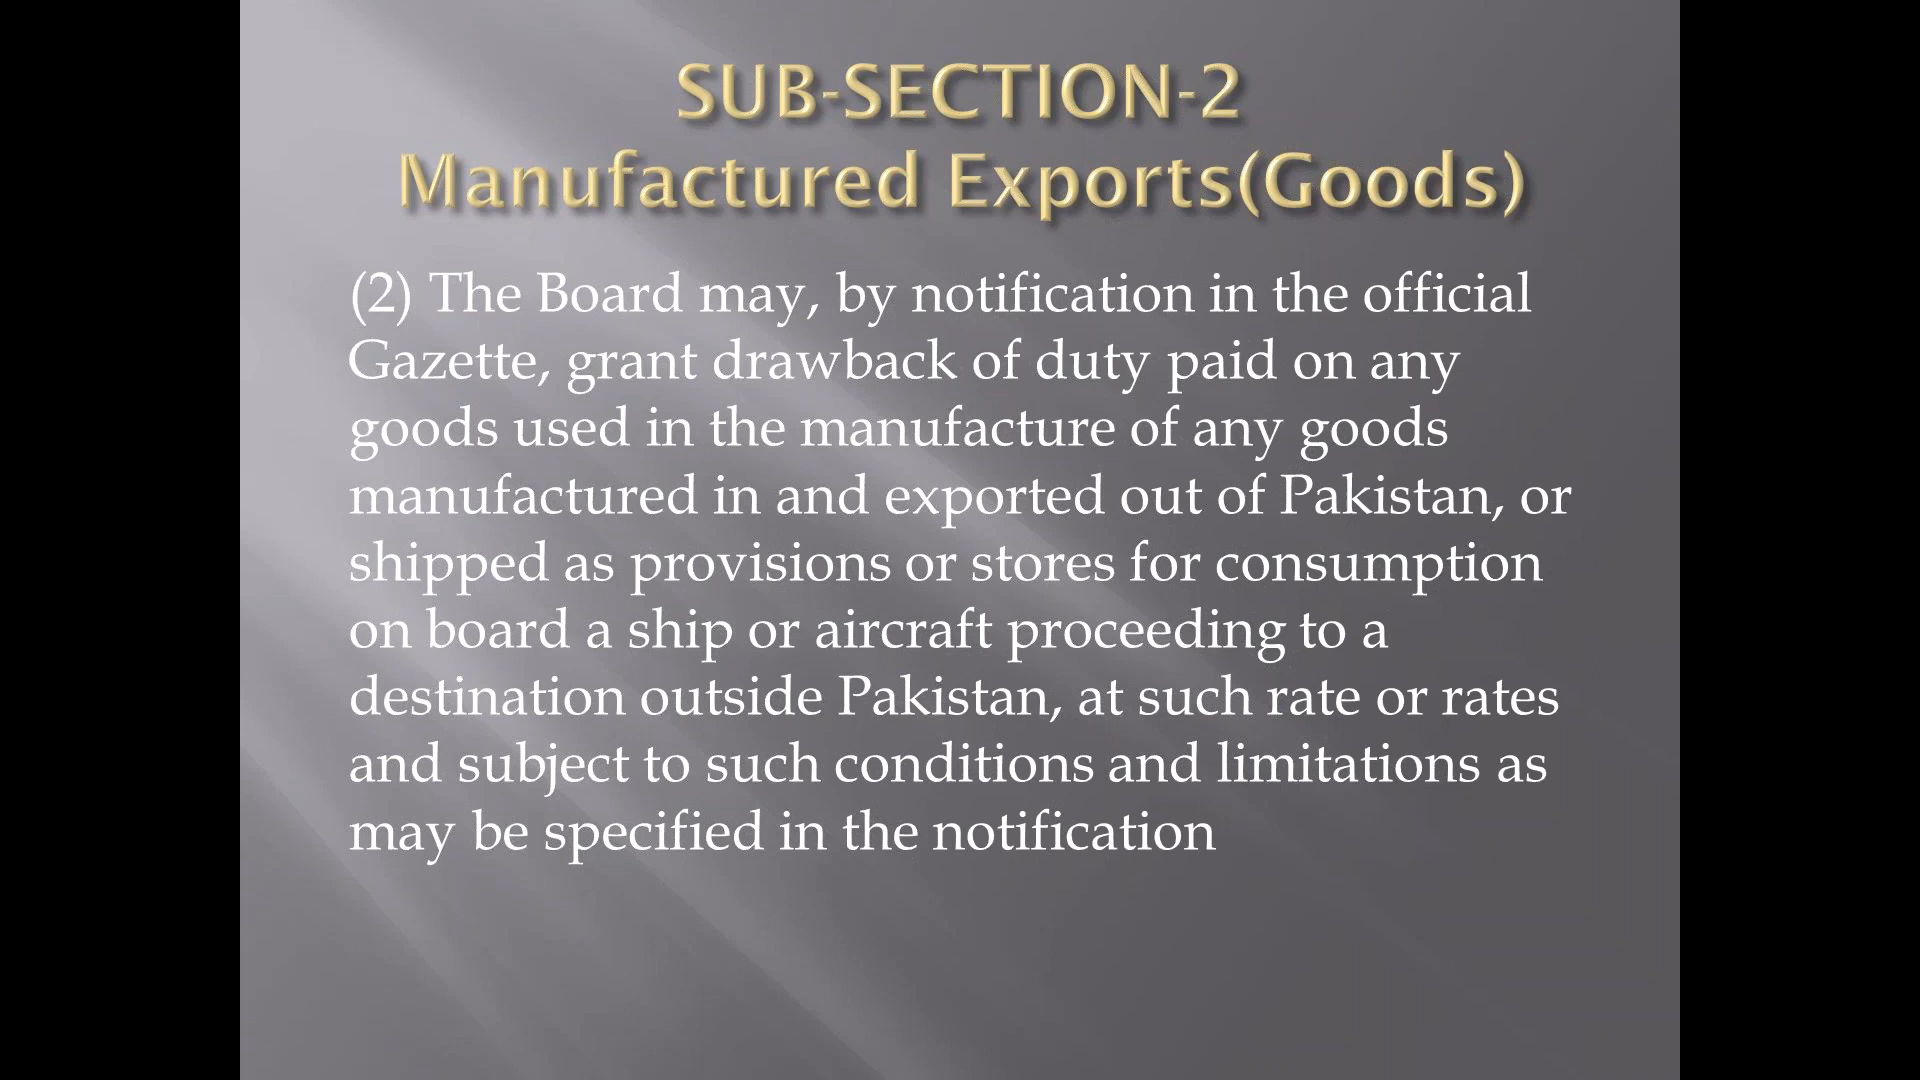 SUB-SECTION-2
Manufactured Exports(Goods)
(2) The Board may, by notification in the official
Gazette, grant drawback of duty paid on any
goods used in the manufacture of any goods
manufactured in and exported out of Pakistan, or
shipped as provisions or stores for consumption
on board a ship or aircraft proceeding to a
destination outside Pakistan, at such rate or rates
and subject to such conditions and limitations as
may be specified in the notification